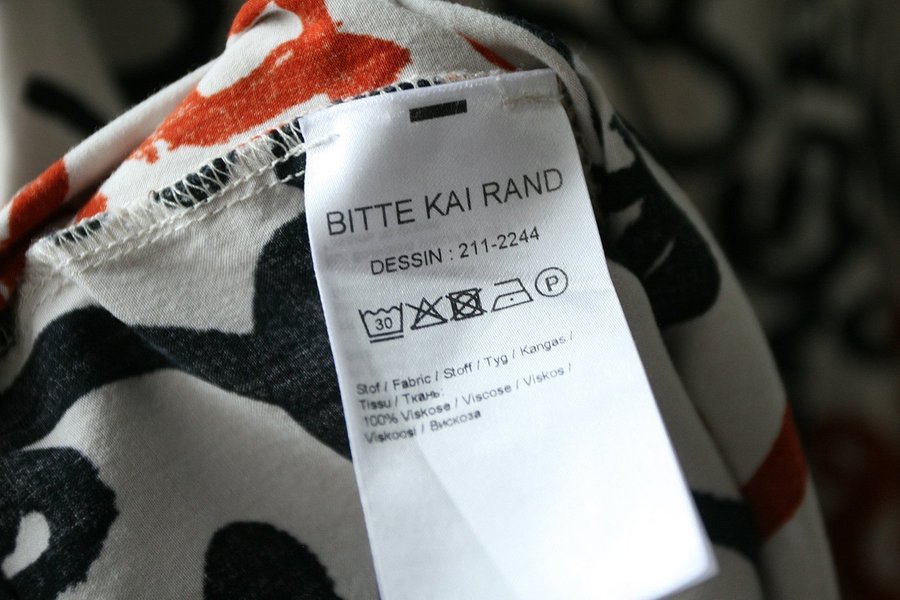 BITTE KAI RAND
DESSIN : 211-2244
30 P
Stof / Fabric / Stoff / Tyg / Kangas /
Tissu / Ткань:
100% Viskose / Viscose / Viskos /
Viskoosi / Вискоза